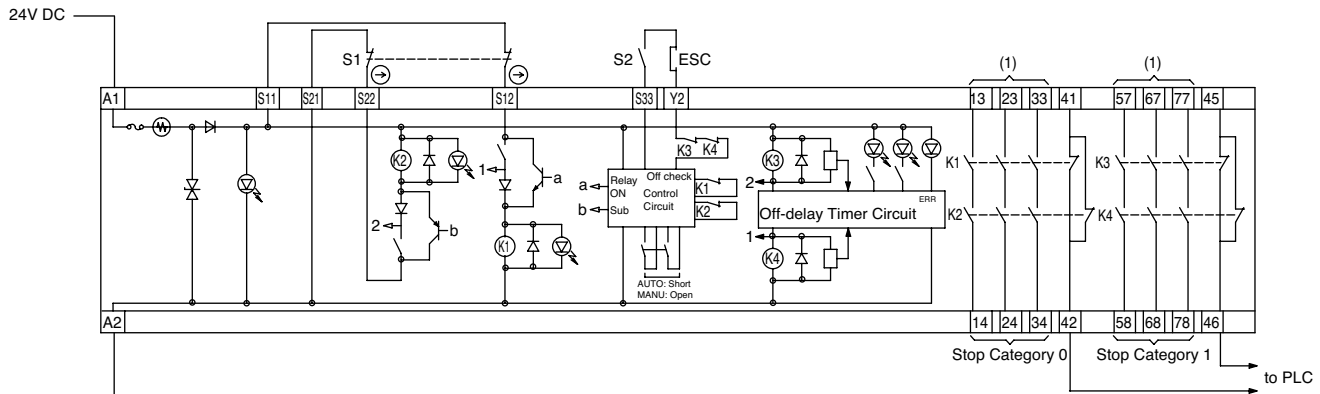 24V DC
S1
S2
ESC
(1)
(1)
A1
S11
S21
S22
S12
S33
Y2
13
23
33
41
57
67
77
45
K2
1
a
K3
K4
K3
K1
K3
a
Relay
ON
Off check
Control
Circuit
K1
2
b
Sub
K2
ERR
Off-delay Timer Circuit
K2
K4
2
b
K1
1
K4
AUTO: Short
MANU: Open
A2
14
24
34
42
58
68
78
46
Stop Category 0
Stop Category 1
to PLC